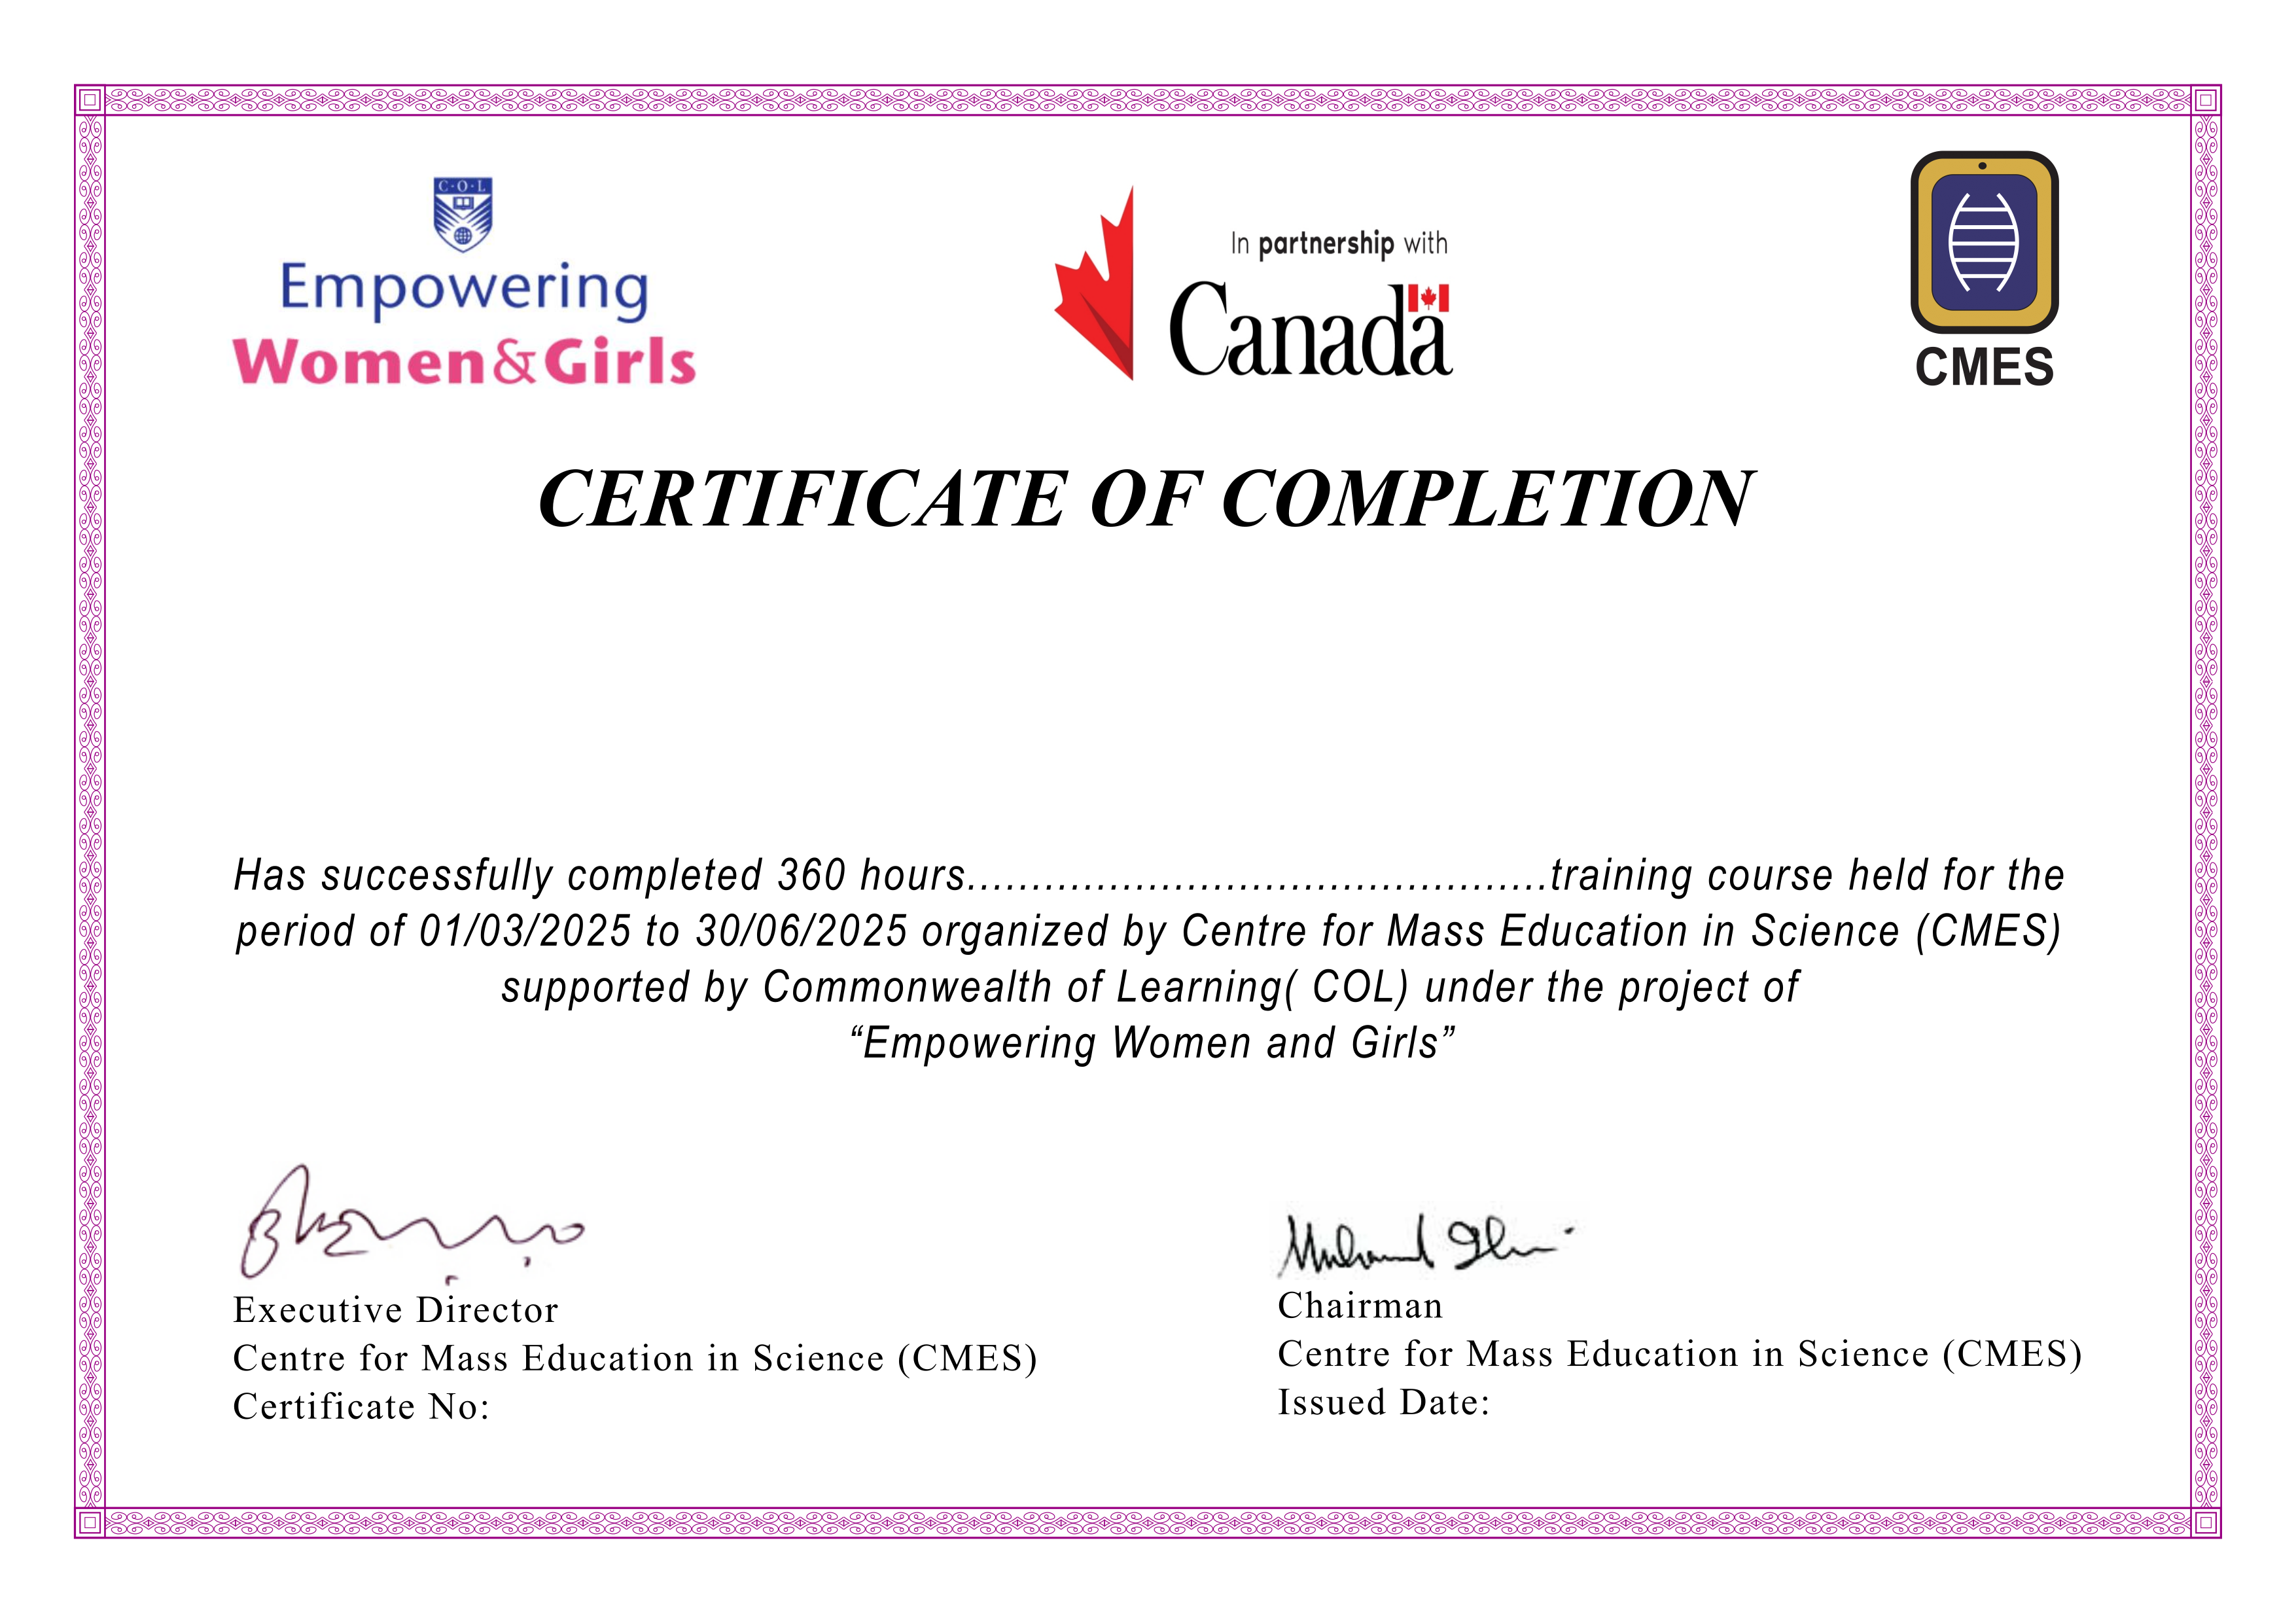 C·O·L
Empowering
Women&Girls
In partnership with
Canada
CMES
CERTIFICATE OF COMPLETION
Has successfully completed 360 hours.............................................training course held for the
period of 01/03/2025 to 30/06/2025 organized by Centre for Mass Education in Science (CMES)
supported by Commonwealth of Learning( COL) under the project of
“Empowering Women and Girls”
Executive Director
Centre for Mass Education in Science (CMES)
Certificate No:
Chairman
Centre for Mass Education in Science (CMES)
Issued Date: